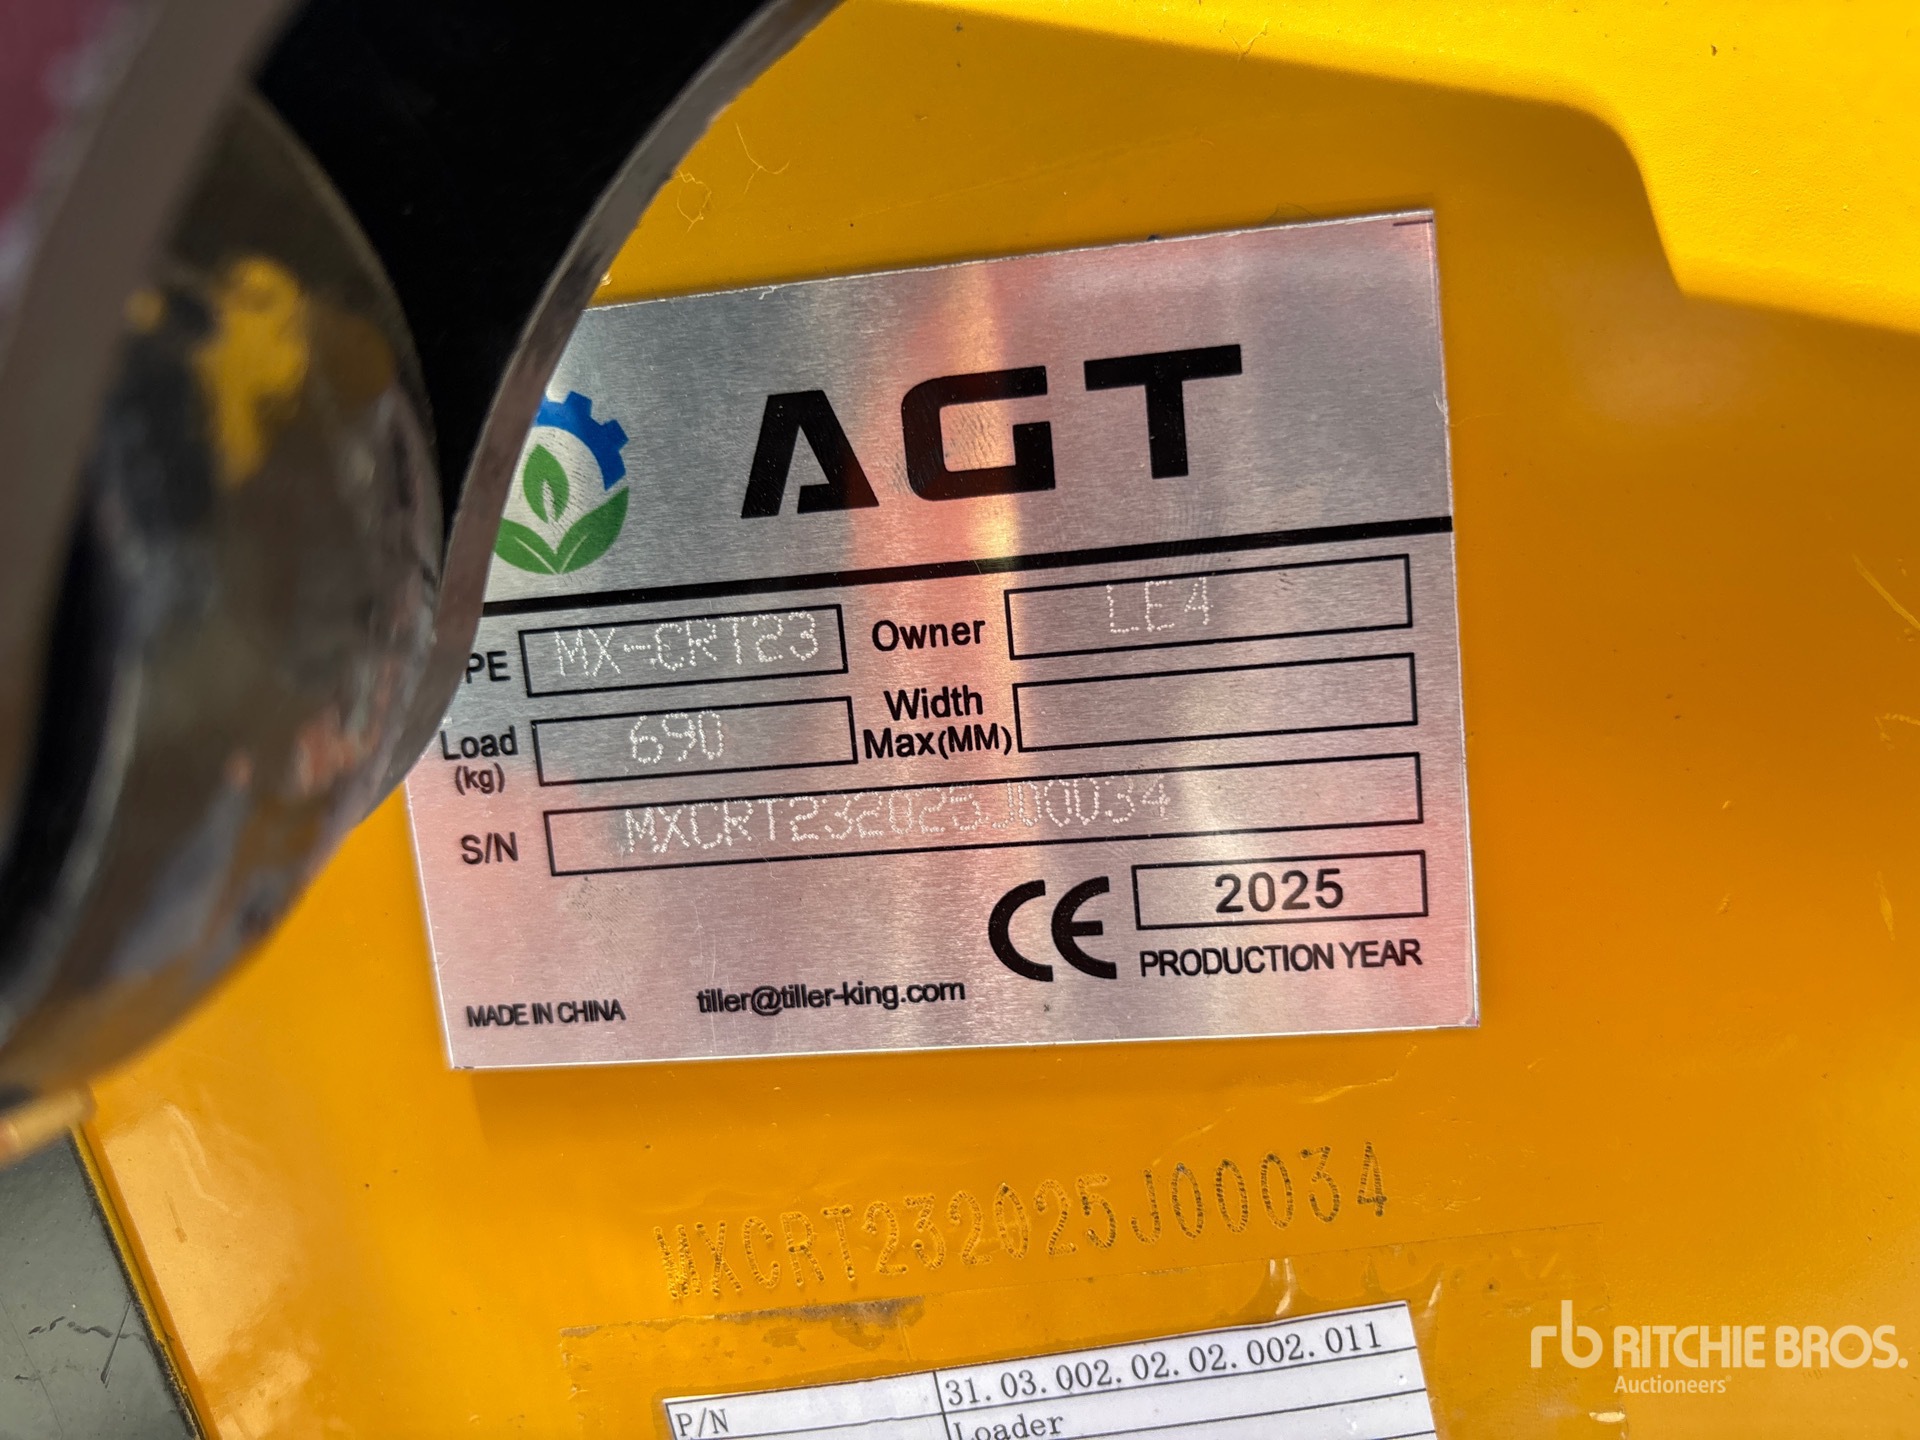 AGT
PE MX-CRT23 Owner LE4
Load (kg) 690 Width Max(MM)
S/N MXCRT232025J00034
CE 2025
PRODUCTION YEAR
MADE IN CHINA tiller@tiller-king.com
MXCRT232025J00034
P/N 31.03.002.02.02.002.011
Loader
rb RITCHIE BROS.
Auctioneers